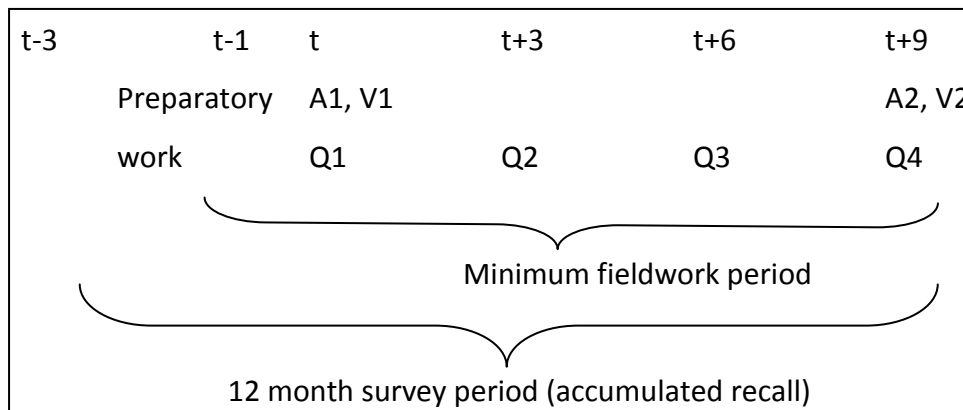 t-3 t-1 t t+3 t+6 t+9
Preparatory A1, V1 A2, V2
work Q1 Q2 Q3 Q4
Minimum fieldwork period
12 month survey period (accumulated recall)